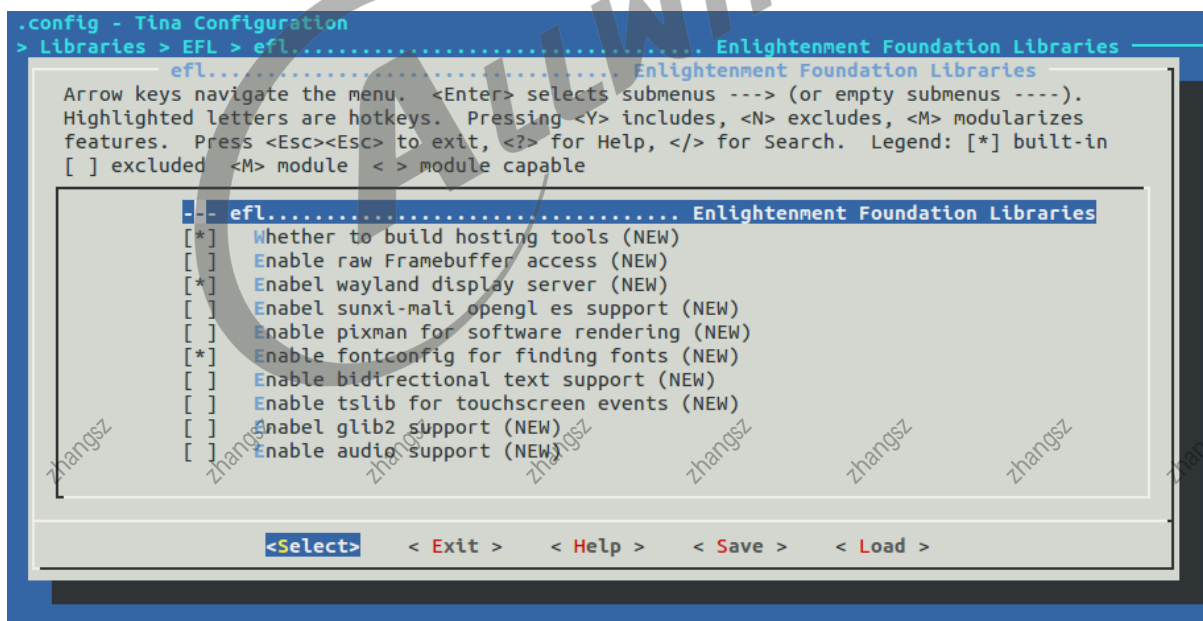 .config - Tina Configuration
> Libraries > EFL > efl................................... Enlightenment Foundation Libraries
efl................................... Enlightenment Foundation Libraries
Arrow keys navigate the menu. <Enter> selects submenus ---> (or empty submenus ----).
Highlighted letters are hotkeys. Pressing <Y> includes, <N> excludes, <M> modularizes
features. Press <Esc><Esc> to exit, <?> for Help, </> for Search. Legend: [*] built-in
[ ] excluded <M> module < > module capable
--- efl................................... Enlightenment Foundation Libraries
[*] Whether to build hosting tools (NEW)
[ ] Enable raw Framebuffer access (NEW)
[*] Enabel wayland display server (NEW)
[ ] Enabel sunxi-mali opengl es support (NEW)
[ ] Enable pixman for software rendering (NEW)
[*] Enable fontconfig for finding fonts (NEW)
[ ] Enable bidirectional text support (NEW)
[ ] Enable tslib for touchscreen events (NEW)
[ ] Enabel glib2 support (NEW)
[ ] Enable audio support (NEW)
<Select> < Exit > < Help > < Save > < Load >
ALLWI
zhangsz zhangsz zhangsz zhangsz zhangsz zhangsz zhangsz